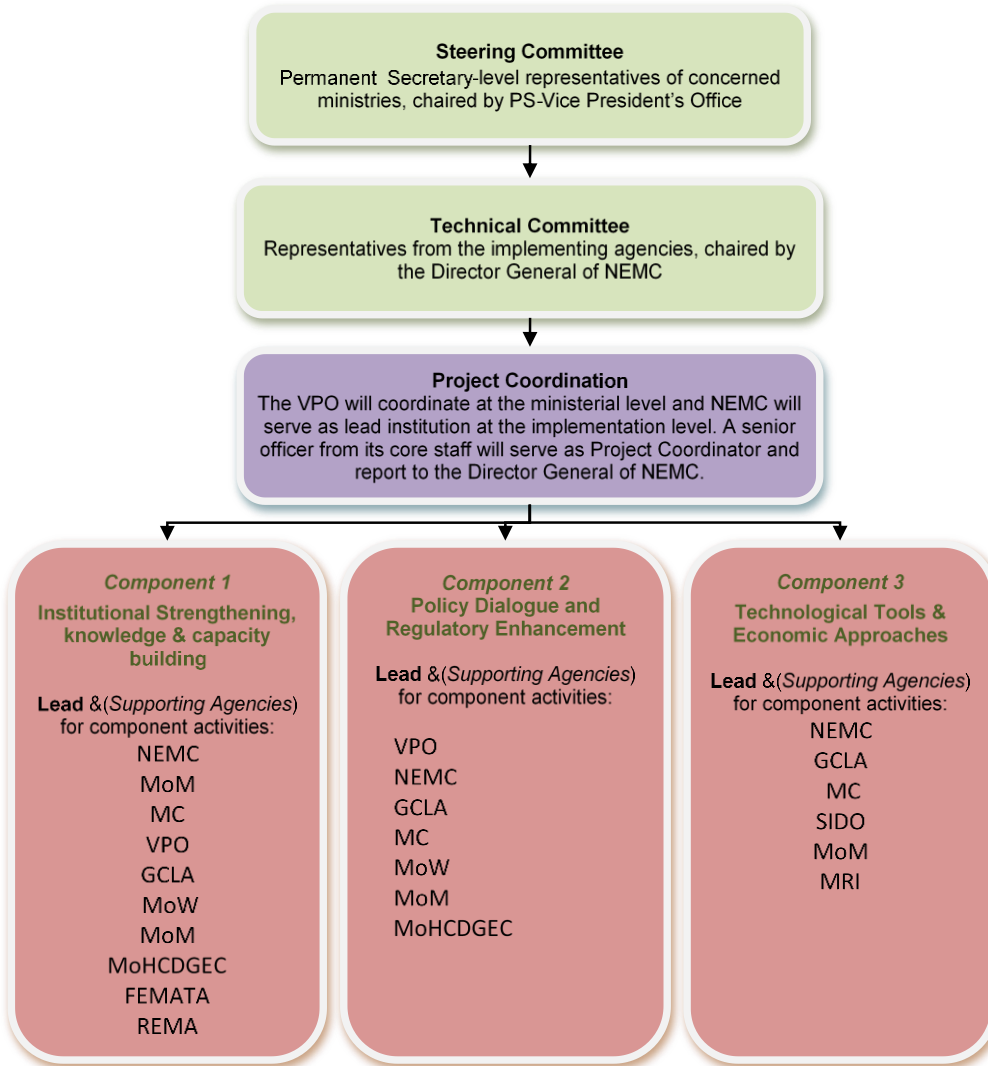 Steering Committee
Permanent Secretary-level representatives of concerned
ministries, chaired by PS-Vice President's Office
Technical Committee
Representatives from the implementing agencies, chaired by
the Director General of NEMC
Project Coordination
The VPO will coordinate at the ministerial level and NEMC will
serve as lead institution at the implementation level. A senior
officer from its core staff will serve as Project Coordinator and
report to the Director General of NEMC.
Component 1
Institutional Strengthening,
knowledge & capacity
building
Lead &(Supporting Agencies)
for component activities:
NEMC
MoM
MC
VPO
GCLA
MoW
MoM
MoHCDGEC
FEMATA
REMA
Component 2
Policy Dialogue and
Regulatory Enhancement
Lead &(Supporting Agencies)
for component activities:
VPO
NEMC
GCLA
MC
MoW
MoM
MoHCDGEC
Component 3
Technological Tools &
Economic Approaches
Lead &(Supporting Agencies)
for component activities:
NEMC
GCLA
MC
SIDO
MoM
MRI